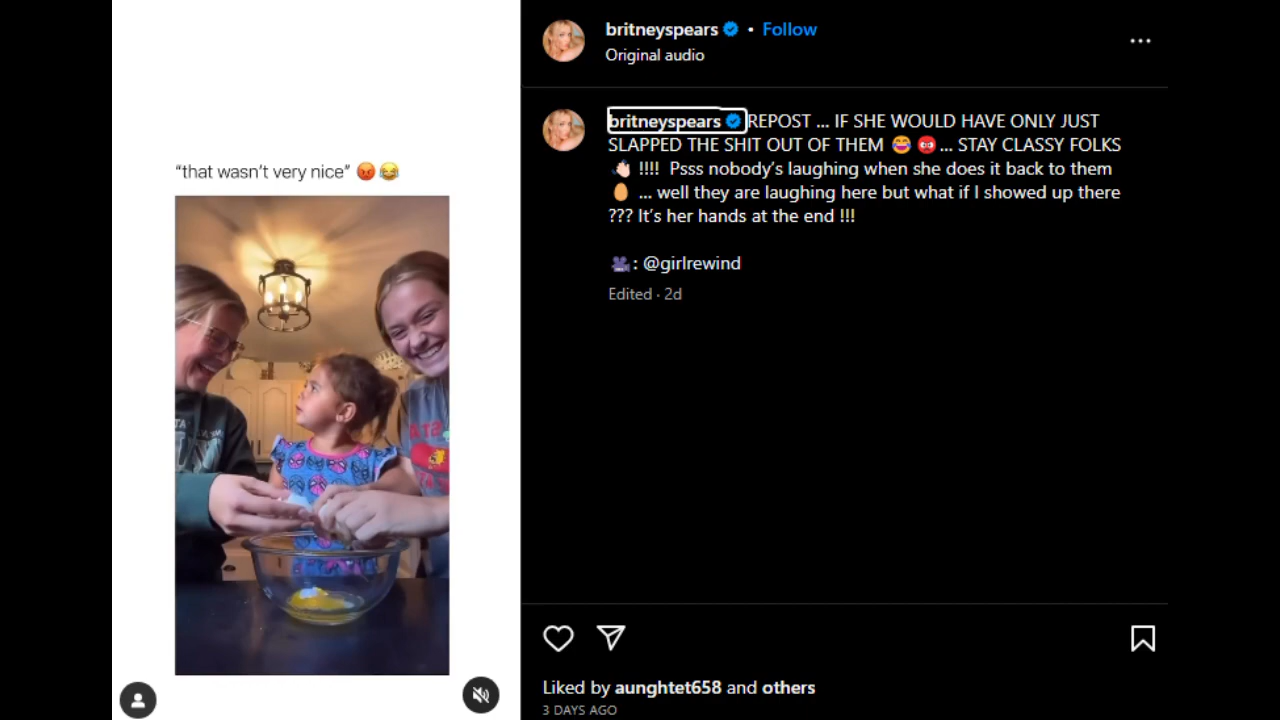 britneyspears • Follow
Original audio
"that wasn't very nice" 😡😂
britneyspears REPOST ... IF SHE WOULD HAVE ONLY JUST
SLAPPED THE SHIT OUT OF THEM 😂 👿 ... STAY CLASSY FOLKS
👋🏻 !!!! Psss nobody's laughing when she does it back to them
🥚 ... well they are laughing here but what if I showed up there
??? It's her hands at the end !!!
🎥: @girlrewind
Edited · 2d
Liked by aunghtet658 and others
3 DAYS AGO